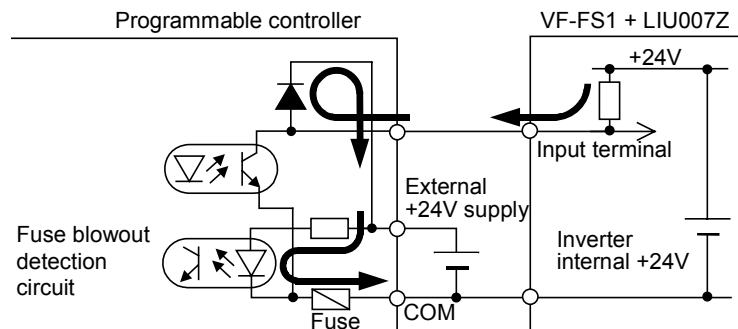 Programmable controller
VF-FS1 + LIU007Z
+24V
Input terminal
External
+24V supply
Fuse blowout
detection
circuit
Inverter
internal +24V
COM
Fuse